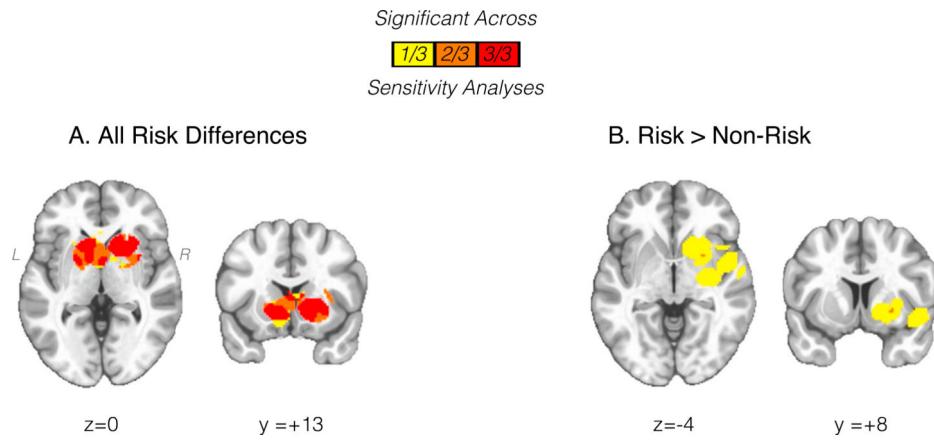 Significant Across
1/3 2/3 3/3
Sensitivity Analyses
A. All Risk Differences
B. Risk > Non-Risk
L
R
z=0
y =+13
z=-4
y=+8